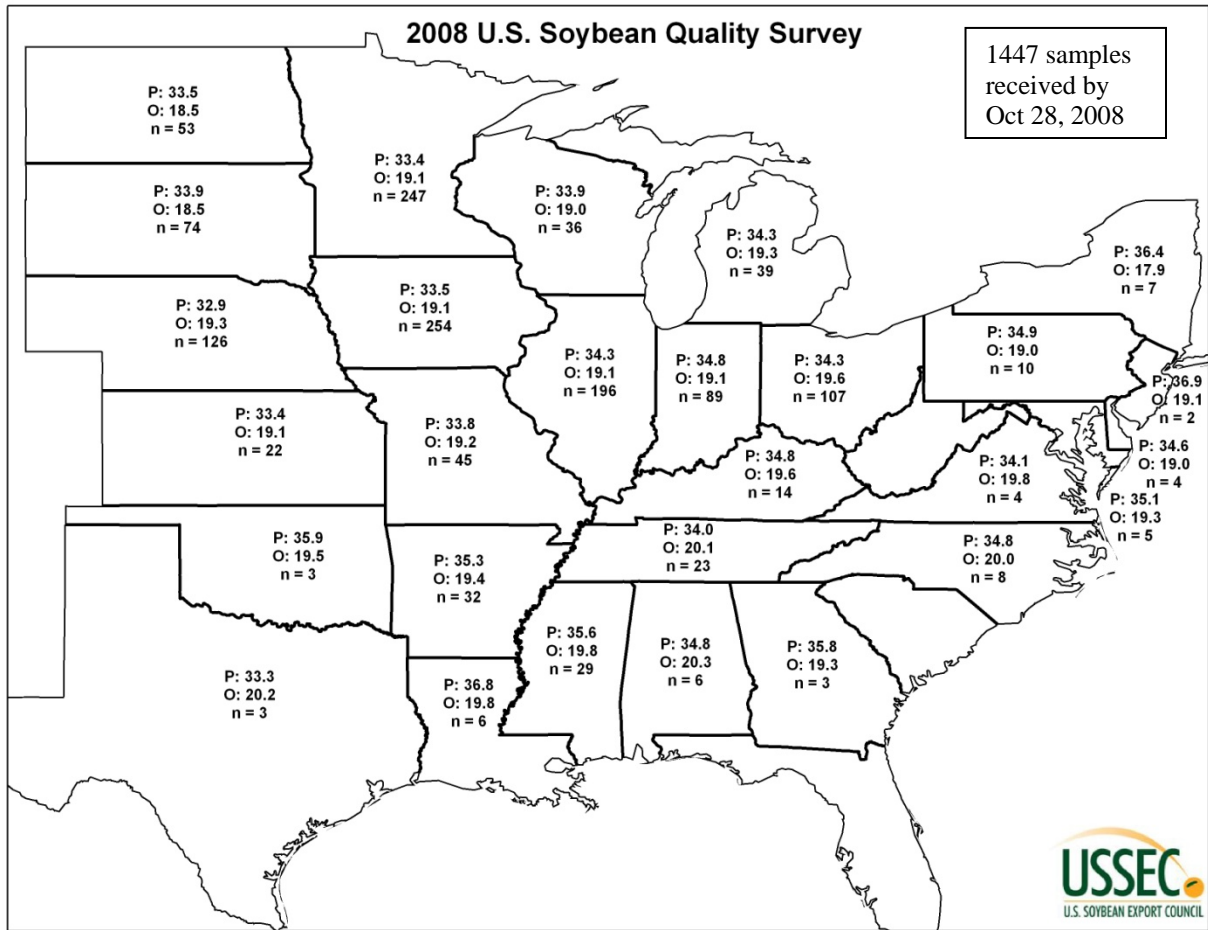 2008 U.S. Soybean Quality Survey
1447 samples
received by
Oct 28, 2008
P: 33.5
O: 18.5
n = 53
P: 33.4
O: 19.1
n = 247
P: 33.9
O: 19.0
n = 36
P: 33.9
O: 18.5
n = 74
P: 34.3
O: 19.3
n = 39
P: 36.4
O: 17.9
n = 7
P: 32.9
O: 19.3
n = 126
P: 33.5
O: 19.1
n = 254
P: 34.3
O: 19.1
n = 196
P: 34.8
O: 19.1
n = 89
P: 34.3
O: 19.6
n = 107
P: 34.9
O: 19.0
n = 10
P: 36.9
O: 19.1
n = 2
P: 33.4
O: 19.1
n = 22
P: 33.8
O: 19.2
n = 45
P: 34.8
O: 19.6
n = 14
P: 34.1
O: 19.8
n = 4
P: 34.6
O: 19.0
n = 4
P: 35.1
O: 19.3
n = 5
P: 35.9
O: 19.5
n = 3
P: 35.3
O: 19.4
n = 32
P: 34.0
O: 20.1
n = 23
P: 34.8
O: 20.0
n = 8
P: 33.3
O: 20.2
n = 3
P: 36.8
O: 19.8
n = 6
P: 35.6
O: 19.8
n = 29
P: 34.8
O: 20.3
n = 6
P: 35.8
O: 19.3
n = 3
USSEC
U.S. SOYBEAN EXPORT COUNCIL